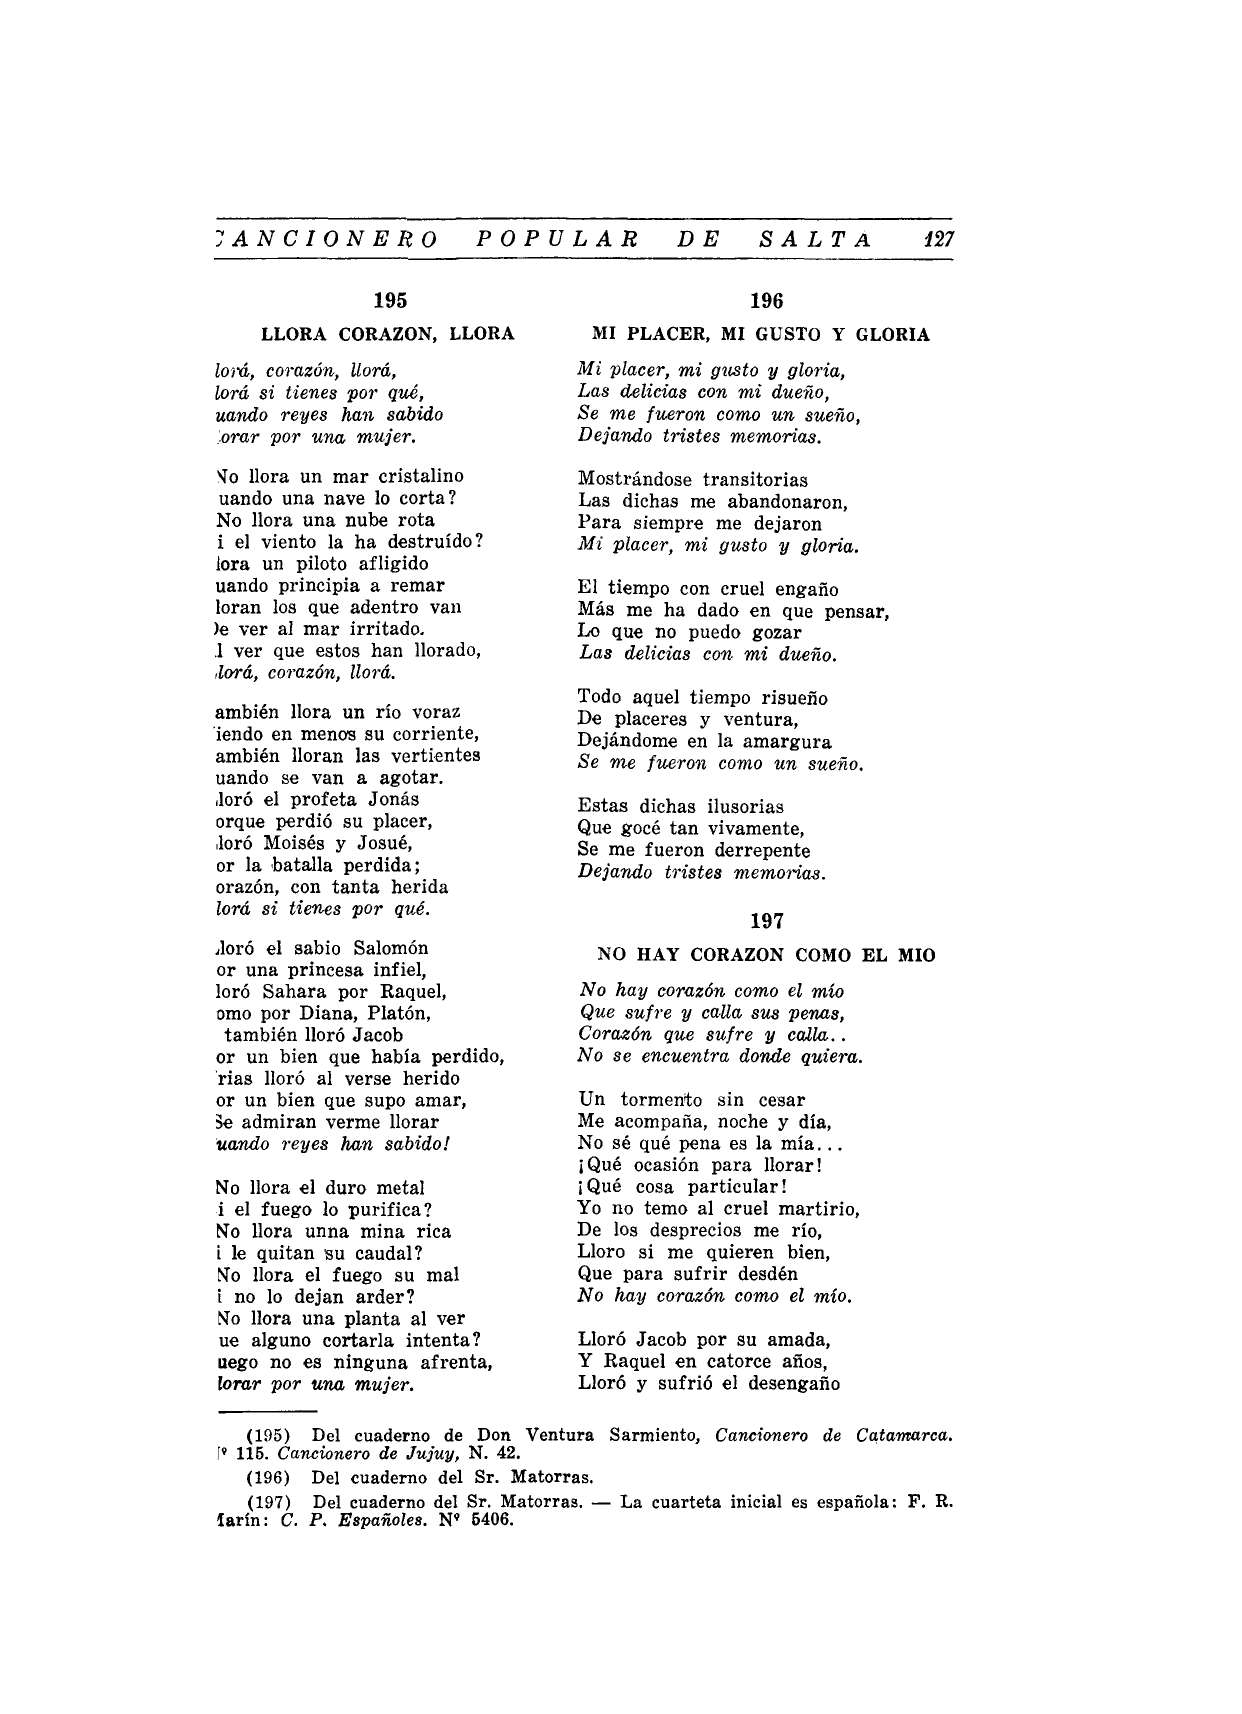 CANCIONERO POPULAR DE SALTA 127
195
LLORA CORAZON, LLORA
lorá, corazón, llorá,
lorá si tienes por qué,
uando reyes han sabido
orar por una mujer.
No llora un mar cristalino
uando una nave lo corta?
No llora una nube rota
i el viento la ha destruído?
lora un piloto afligido
uando principia a remar
loran los que adentro van
De ver al mar irritado.
l ver que estos han llorado,
lorá, corazón, llorá.
ambién llora un río voraz
iendo en menos su corriente,
ambién lloran las vertientes
uando se van a agotar.
loró el profeta Jonás
orque perdió su placer,
loró Moisés y Josué,
or la batalla perdida;
orazón, con tanta herida
lorá si tienes por qué.
loró el sabio Salomón
or una princesa infiel,
loró Sahara por Raquel,
omo por Diana, Platón,
también lloró Jacob
or un bien que había perdido,
rias lloró al verse herido
or un bien que supo amar,
Se admiran verme llorar
uando reyes han sabido!
No llora el duro metal
i el fuego lo purifica?
No llora unna mina rica
i le quitan su caudal?
No llora el fuego su mal
i no lo dejan arder?
No llora una planta al ver
ue alguno cortarla intenta?
uego no es ninguna afrenta,
lorar por una mujer.
196
MI PLACER, MI GUSTO Y GLORIA
Mi placer, mi gusto y gloria,
Las delicias con mi dueño,
Se me fueron como un sueño,
Dejando tristes memorias.
Mostrándose transitorias
Las dichas me abandonaron,
Para siempre me dejaron
Mi placer, mi gusto y gloria.
El tiempo con cruel engaño
Más me ha dado en que pensar,
Lo que no puedo gozar
Las delicias con mi dueño.
Todo aquel tiempo risueño
De placeres y ventura,
Dejándome en la amargura
Se me fueron como un sueño.
Estas dichas ilusorias
Que gocé tan vivamente,
Se me fueron derrepente
Dejando tristes memorias.
197
NO HAY CORAZON COMO EL MIO
No hay corazón como el mío
Que sufre y calla sus penas,
Corazón que sufre y calla..
No se encuentra donde quiera.
Un tormento sin cesar
Me acompaña, noche y día,
No sé qué pena es la mía...
¡Qué ocasión para llorar!
¡Qué cosa particular!
Yo no temo al cruel martirio,
De los desprecios me río,
Lloro si me quieren bien,
Que para sufrir desdén
No hay corazón como el mío.
Lloró Jacob por su amada,
Y Raquel en catorce años,
Lloró y sufrió el desengaño
(195) Del cuaderno de Don Ventura Sarmiento, Cancionero de Catamarca.
º 115. Cancionero de Jujuy, N. 42.
(196) Del cuaderno del Sr. Matorras.
(197) Del cuaderno del Sr. Matorras. — La cuarteta inicial es española: F. R.
Marín: C. P. Españoles. Nº 5406.